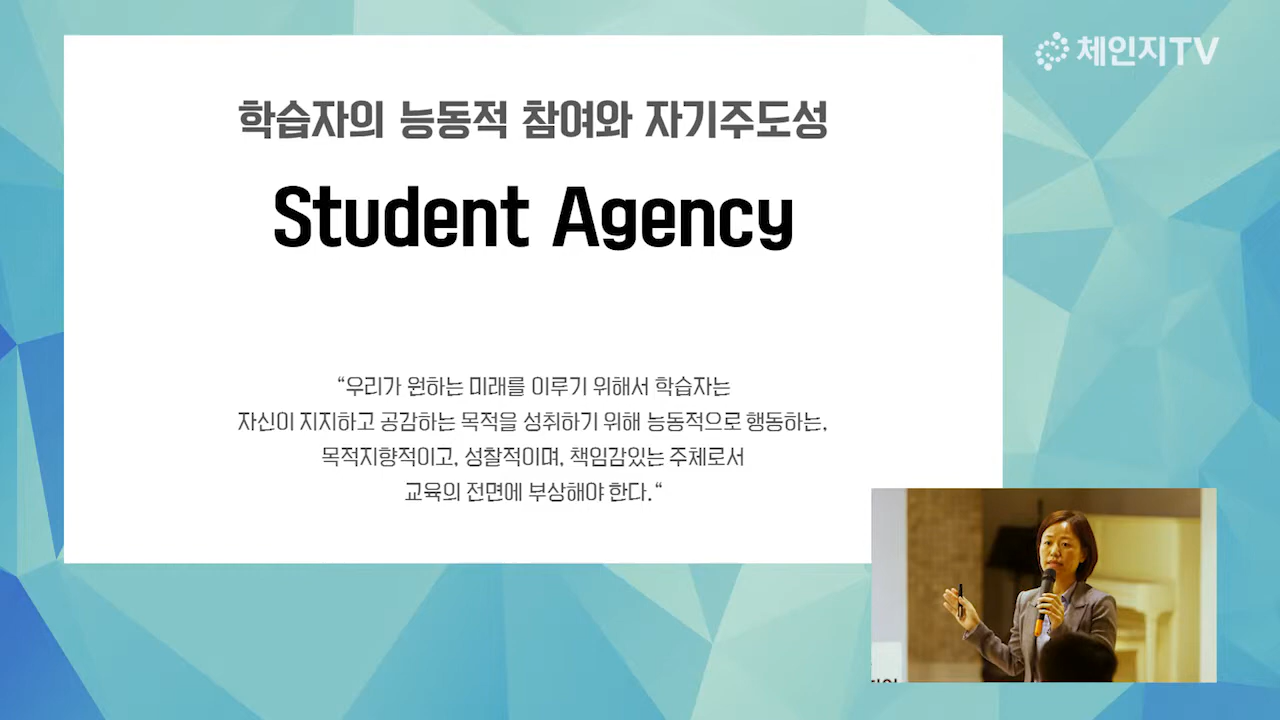 체인지TV
학습자의 능동적 참여와 자기주도성
Student Agency
“우리가 원하는 미래를 이루기 위해서 학습자는
자신이 지지하고 공감하는 목적을 성취하기 위해 능동적으로 행동하는,
목적지향적이고, 성찰적이며, 책임감있는 주체로서
교육의 전면에 부상해야 한다.“